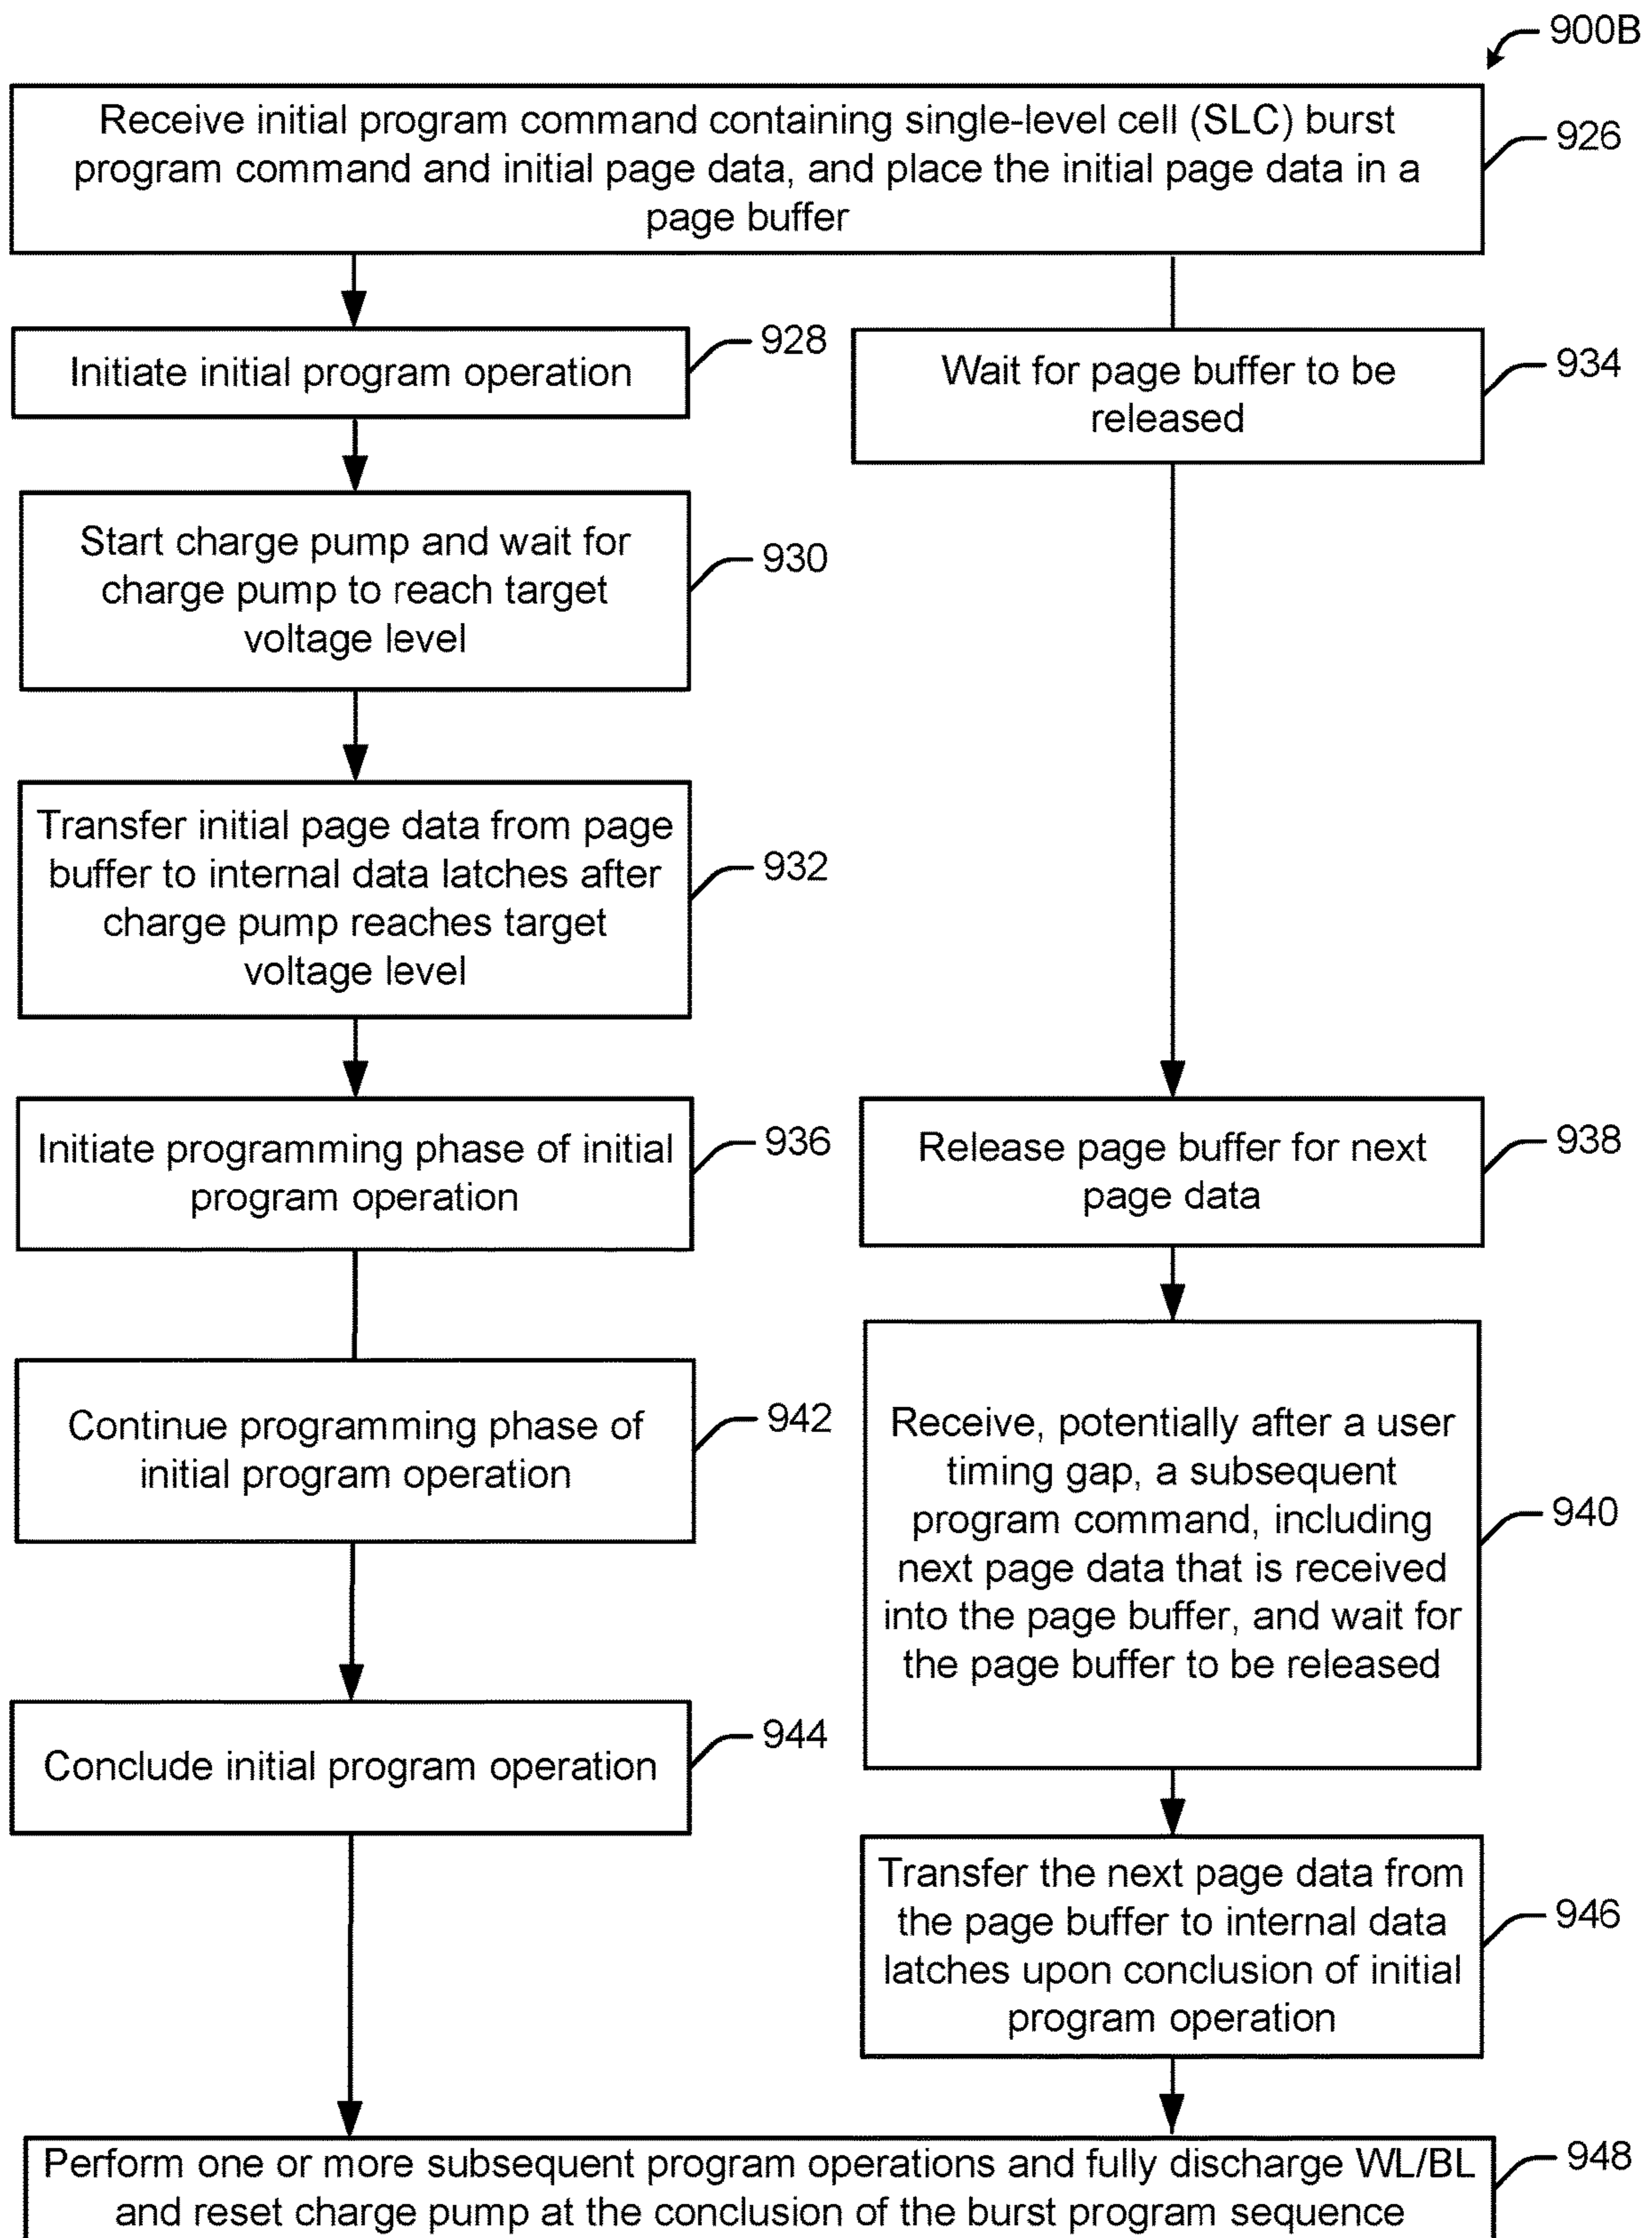 900B
Receive initial program command containing single-level cell (SLC) burst
program command and initial page data, and place the initial page data in a
page buffer
926
Initiate initial program operation
928
Wait for page buffer to be
released
934
Start charge pump and wait for
charge pump to reach target
voltage level
930
Transfer initial page data from page
buffer to internal data latches after
charge pump reaches target
voltage level
932
Initiate programming phase of initial
program operation
936
Release page buffer for next
page data
938
Continue programming phase of
initial program operation
942
Receive, potentially after a user
timing gap, a subsequent
program command, including
next page data that is received
into the page buffer, and wait for
the page buffer to be released
940
Conclude initial program operation
944
Transfer the next page data from
the page buffer to internal data
latches upon conclusion of initial
program operation
946
Perform one or more subsequent program operations and fully discharge WL/BL
and reset charge pump at the conclusion of the burst program sequence
948